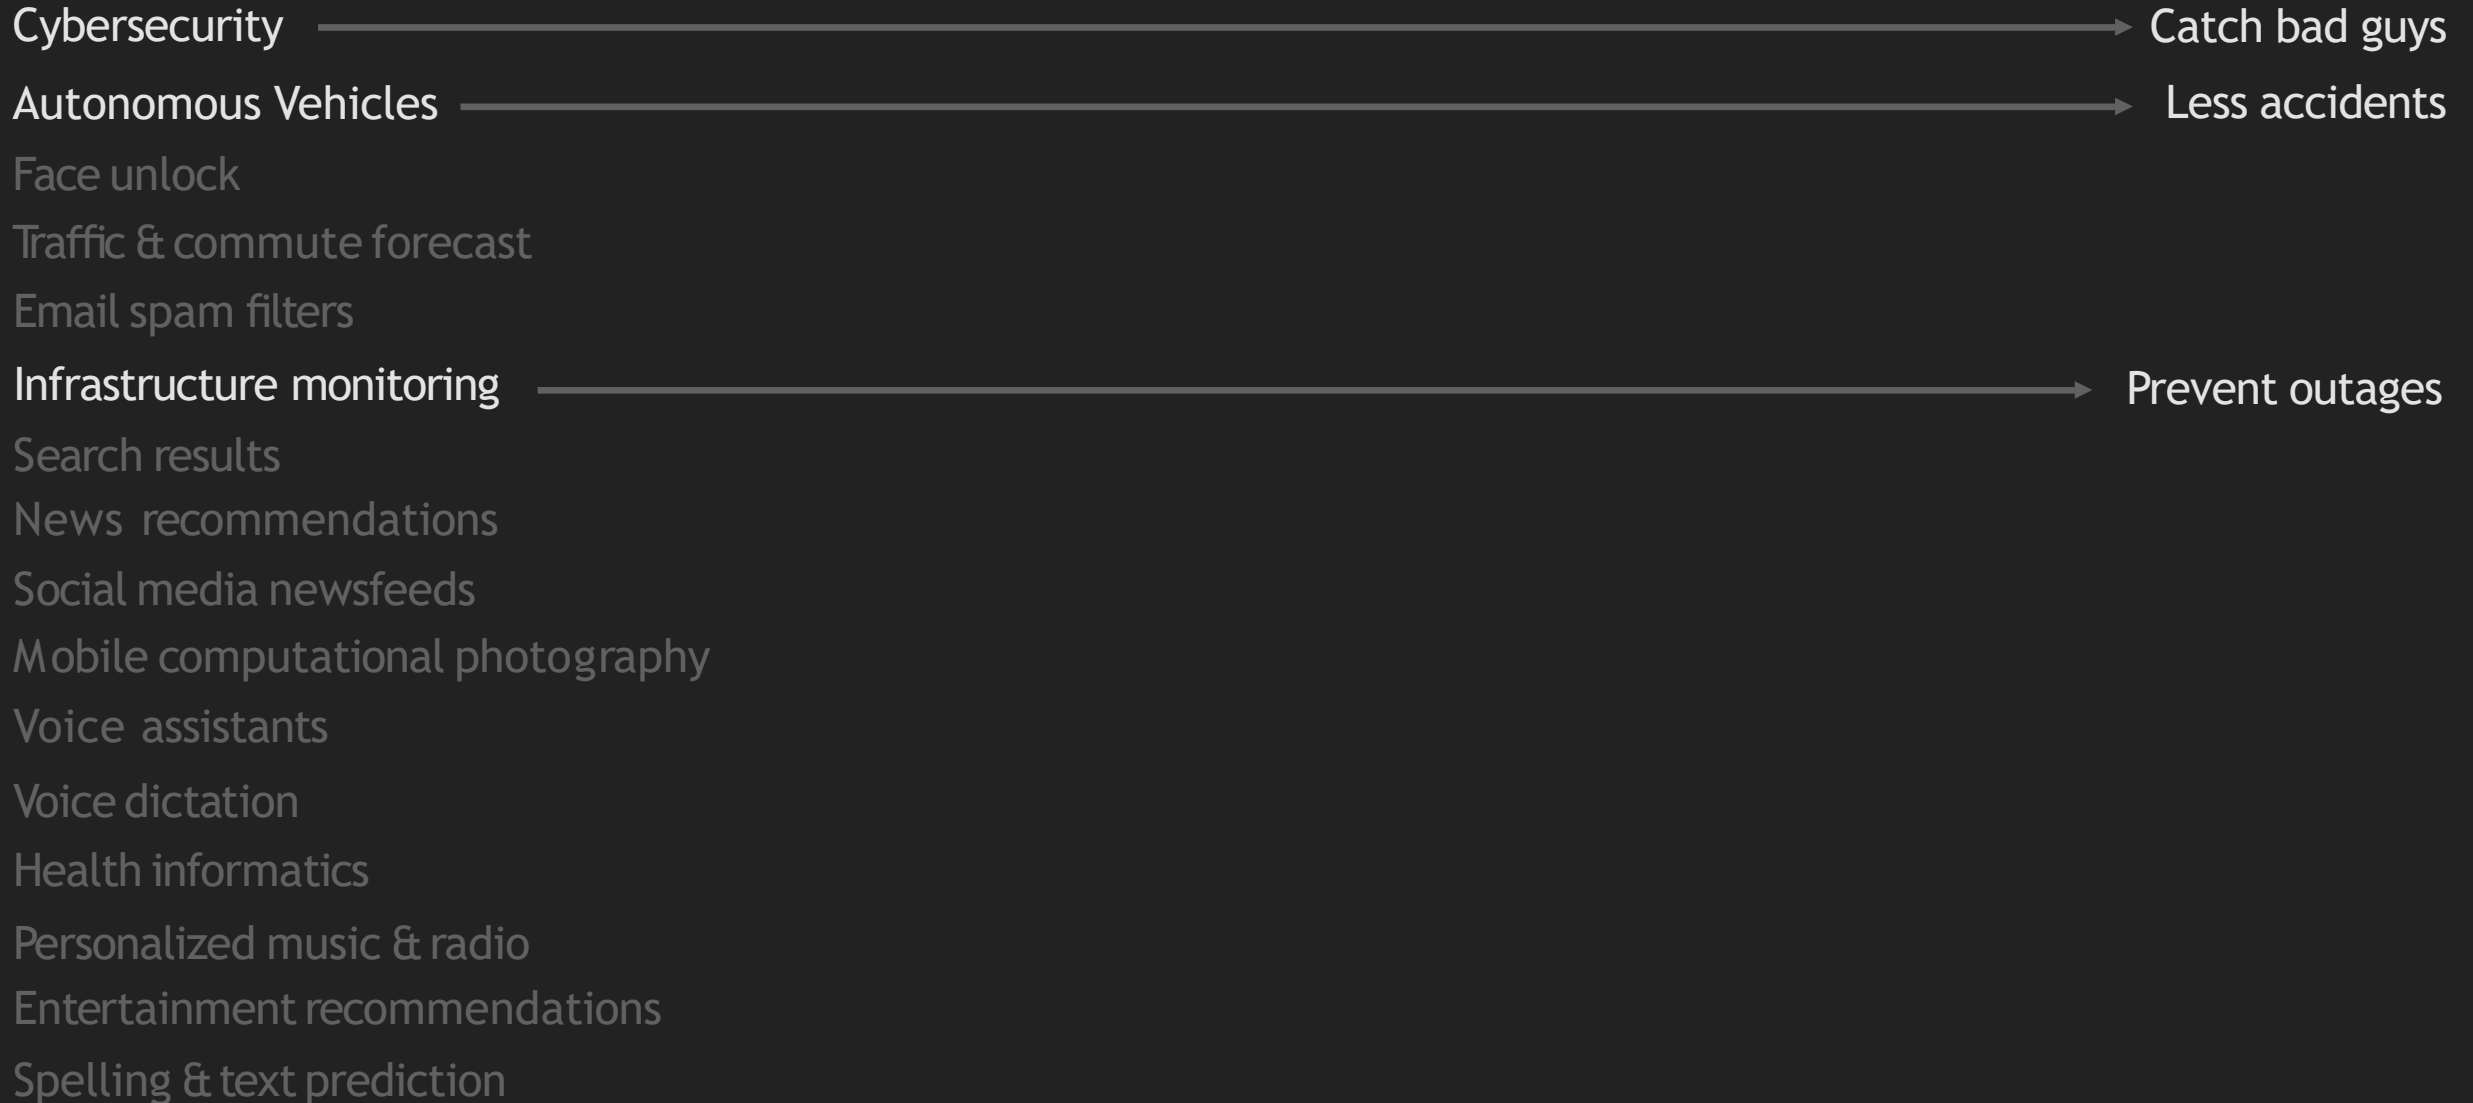 Cybersecurity Catch bad guys
Autonomous Vehicles Less accidents
Face unlock
Traffic & commute forecast
Email spam filters
Infrastructure monitoring Prevent outages
Search results
News recommendations
Social media newsfeeds
Mobile computational photography
Voice assistants
Voice dictation
Health informatics
Personalized music & radio
Entertainment recommendations
Spelling & text prediction